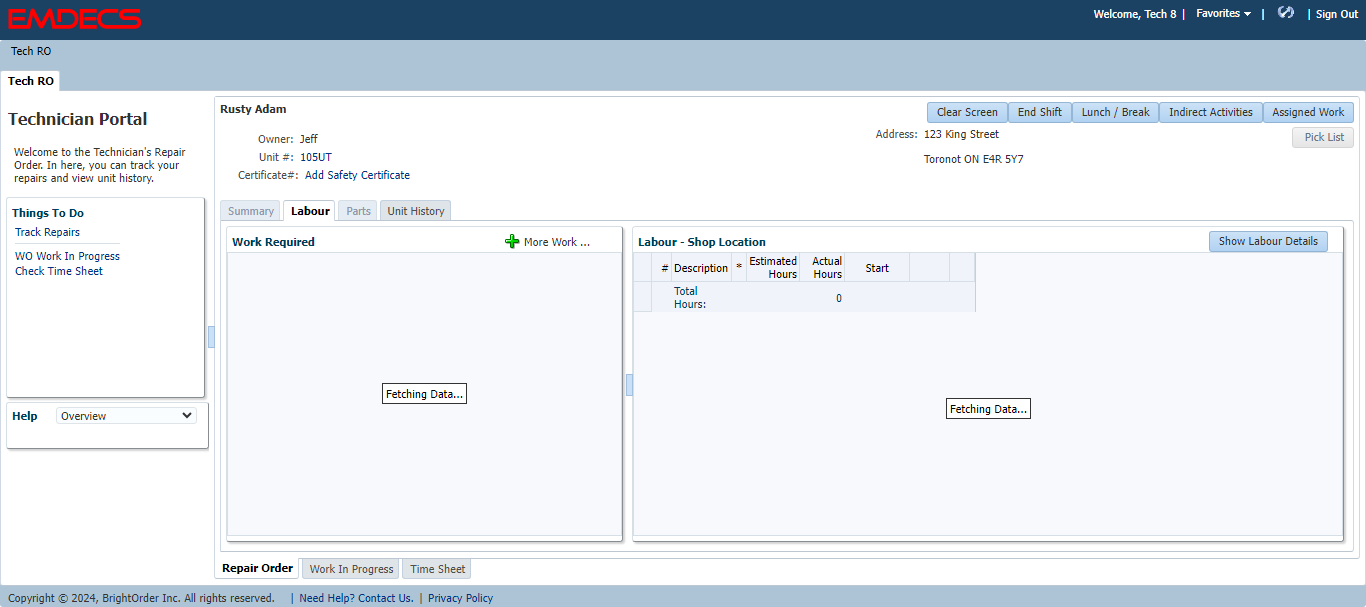 EMDECS
Welcome, Tech 8 | Favorites | | Sign Out
Tech RO
Tech RO
Technician Portal
Welcome to the Technician's Repair
Order. In here, you can track your
repairs and view unit history.
Things To Do
Track Repairs
WO Work In Progress
Check Time Sheet
Help Overview
Rusty Adam
Clear Screen End Shift Lunch / Break Indirect Activities Assigned Work
Pick List
Owner: Jeff
Unit #: 105UT
Certificate#: Add Safety Certificate
Address: 123 King Street
Toronot ON E4R 5Y7
Summary Labour Parts Unit History
Work Required More Work ...
Fetching Data...
Labour - Shop Location Show Labour Details
# Description * Estimated Hours Actual Hours Start
Total Hours: 0
Fetching Data...
Repair Order Work In Progress Time Sheet
Copyright © 2024, BrightOrder Inc. All rights reserved. | Need Help? Contact Us. | Privacy Policy